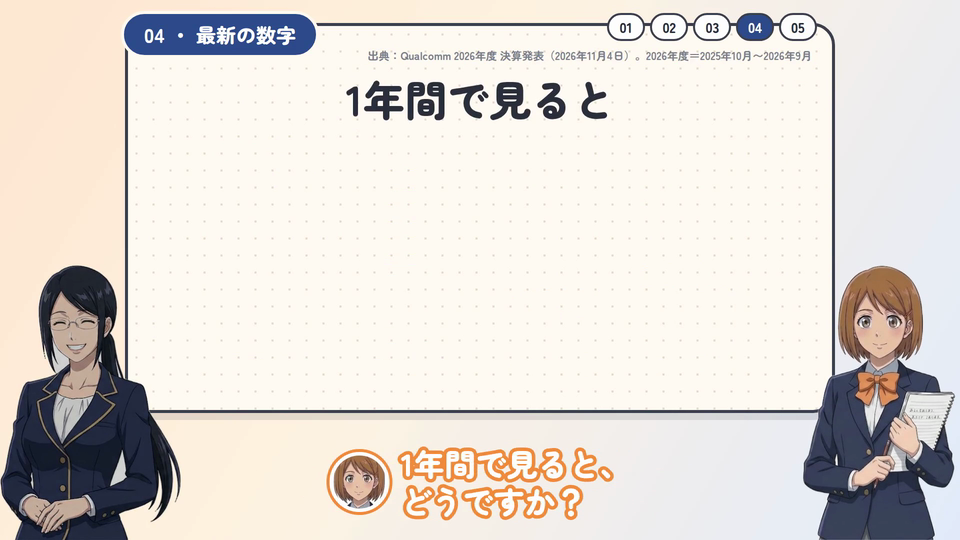 04 ・ 最新の数字
01 02 03 04 05
出典：Qualcomm 2026年度 決算発表（2026年11月4日）。2026年度＝2025年10月〜2026年9月
1年間で見ると
1年間で見ると、
どうですか？